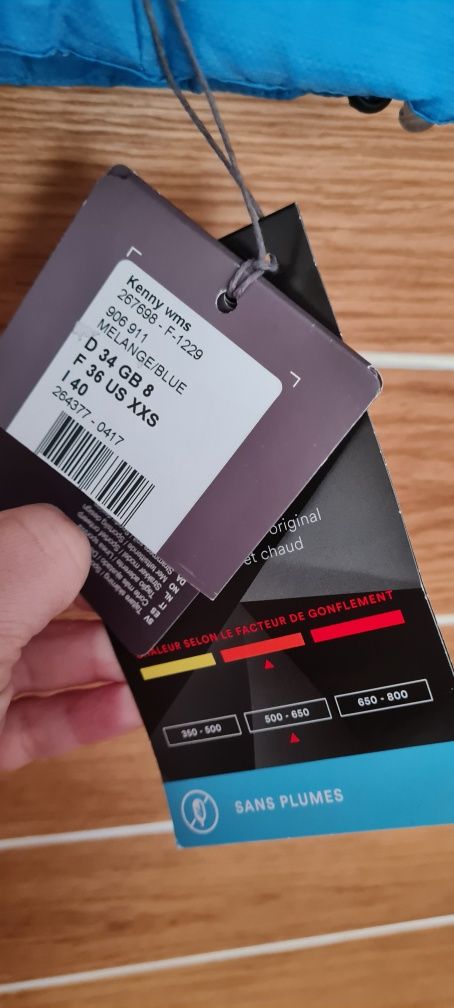 Kenny wms
267698 - F-1229
906 911
MELANGE/BLUE
D 34 GB 8
F 36 US XXS
I 40
264377 - 0417
original
et chaud
SELON LE FACTEUR DE GONFLEMENT
350 - 500
500 - 650
650 - 800
SANS PLUMES